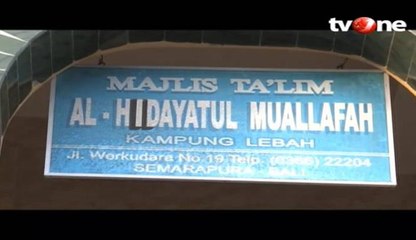 tvOne
MAJLIS TA'LIM
AL - HIDAYATUL MUALLAFAH
KAMPUNG LEBAH
Jl. Werkudara No.19 Telp. (0366) 22204
SEMARAPURA BALI